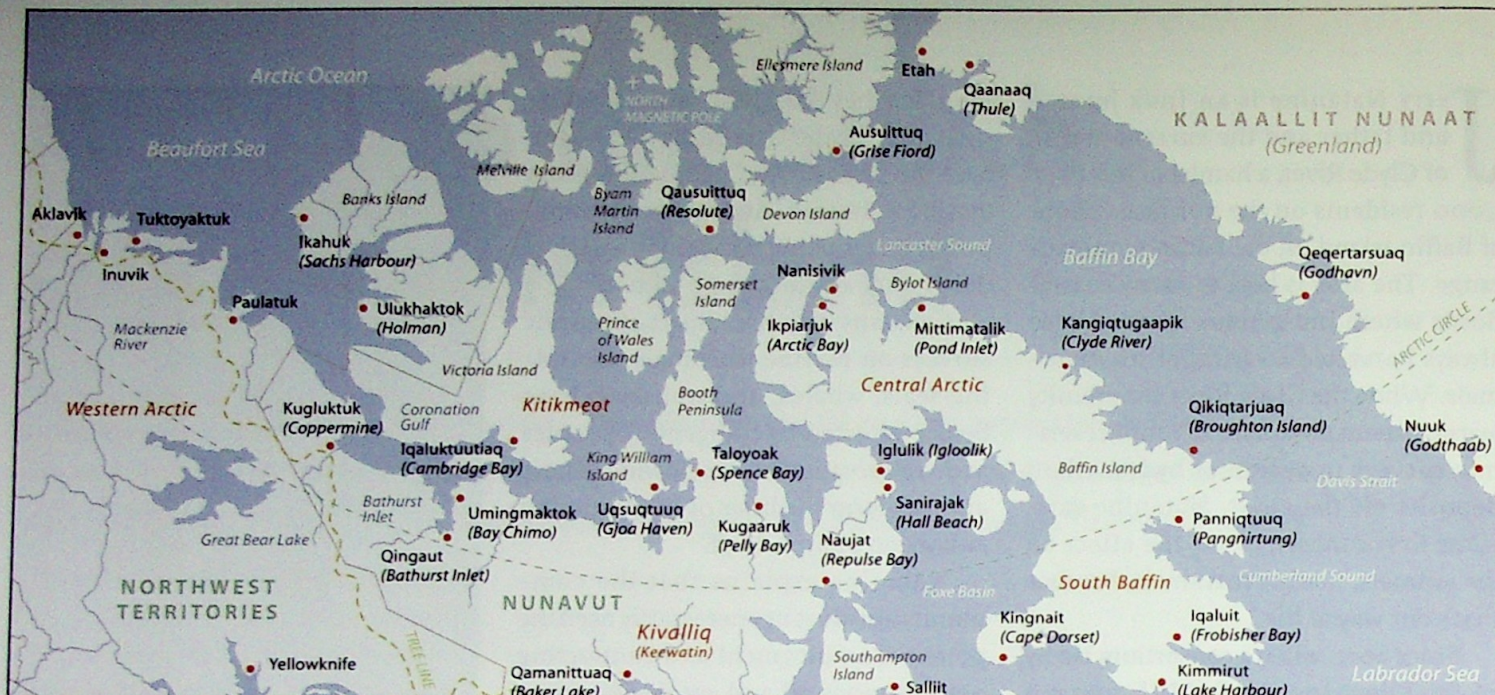 Arctic Ocean
Ellesmere Island
Etah
Qaanaaq
(Thule)
NORTH
MAGNETIC POLE
KALAALLIT NUNAAT
(Greenland)
Beaufort Sea
Ausuittuq
(Grise Fiord)
Melville Island
Banks Island
Byam
Martin
Island
Qausuittuq
(Resolute)
Devon Island
Aklavik
Tuktoyaktuk
Ikahuk
(Sachs Harbour)
Lancaster Sound
Baffin Bay
Qeqertarsuaq
(Godhavn)
Inuvik
Nanisivik
Somerset
Island
Bylot Island
Paulatuk
Ulukhaktok
(Holman)
Mackenzie
River
Prince
of Wales
Island
Ikpiarjuk
(Arctic Bay)
Mittimatalik
(Pond Inlet)
Kangiqtugaapik
(Clyde River)
ARCTIC CIRCLE
Victoria Island
Central Arctic
Western Arctic
Kugluktuk
(Coppermine)
Coronation
Gulf
Kitikmeot
Booth
Peninsula
Qikiqtarjuaq
(Broughton Island)
Nuuk
(Godthaab)
Iqaluktuutiaq
(Cambridge Bay)
King William
Island
Taloyoak
(Spence Bay)
Iglulik (Igloolik)
Baffin Island
Davis Strait
Bathurst
Inlet
Umingmaktok
(Bay Chimo)
Uqsuqtuuq
(Gjoa Haven)
Kugaaruk
(Pelly Bay)
Sanirajak
(Hall Beach)
Panniqtuuq
(Pangnirtung)
Great Bear Lake
Qingaut
(Bathurst Inlet)
Naujat
(Repulse Bay)
NORTHWEST
TERRITORIES
NUNAVUT
Foxe Basin
South Baffin
Cumberland Sound
Kivalliq
(Keewatin)
Kingnait
(Cape Dorset)
Iqaluit
(Frobisher Bay)
TREE LINE
Yellowknife
Qamanittuaq
(Baker Lake)
Southampton
Island
Salliit
Kimmirut
(Lake Harbour)
Labrador Sea